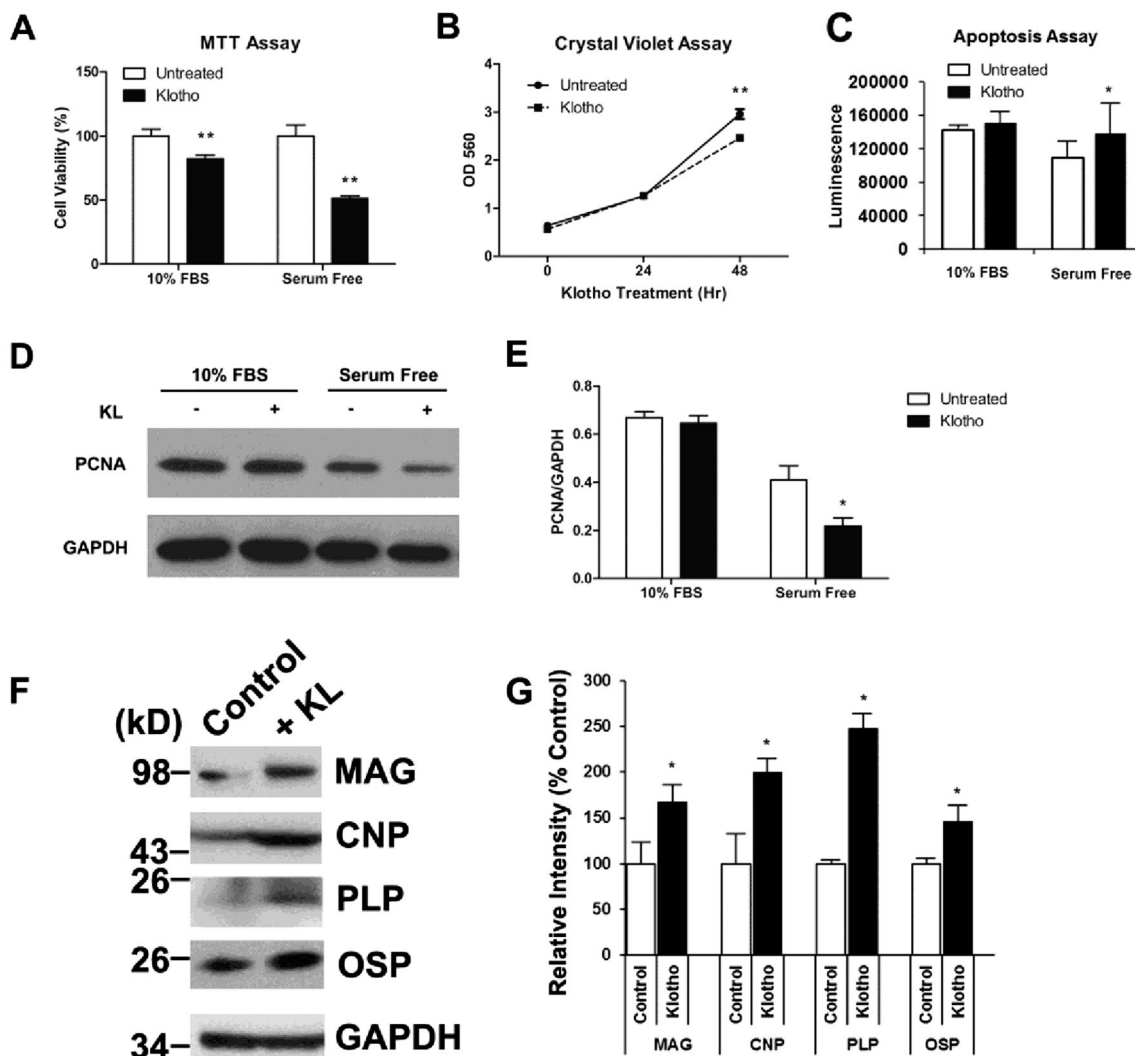 A
MTT Assay
150
100
50
0
Cell Viability (%)
Untreated
Klotho
**
**
10% FBS
Serum Free
B
Crystal Violet Assay
4
3
2
1
0
OD 560
Untreated
Klotho
**
0 24 48
Klotho Treatment (Hr)
C
Apoptosis Assay
200000
160000
120000
80000
40000
0
Luminescence
Untreated
Klotho
*
10% FBS
Serum Free
D
10% FBS Serum Free
KL - + - +
PCNA
GAPDH
E
0.8
0.6
0.4
0.2
0.0
PCNA/GAPDH
Untreated
Klotho
*
10% FBS
Serum Free
F
(kD) Control + KL
98 MAG
CNP
43
26
PLP
26 OSP
34 GAPDH
G
300
250
200
150
100
50
0
Relative Intensity (% Control)
* * * *
Control Klotho Control Klotho Control Klotho Control Klotho
MAG CNP PLP OSP